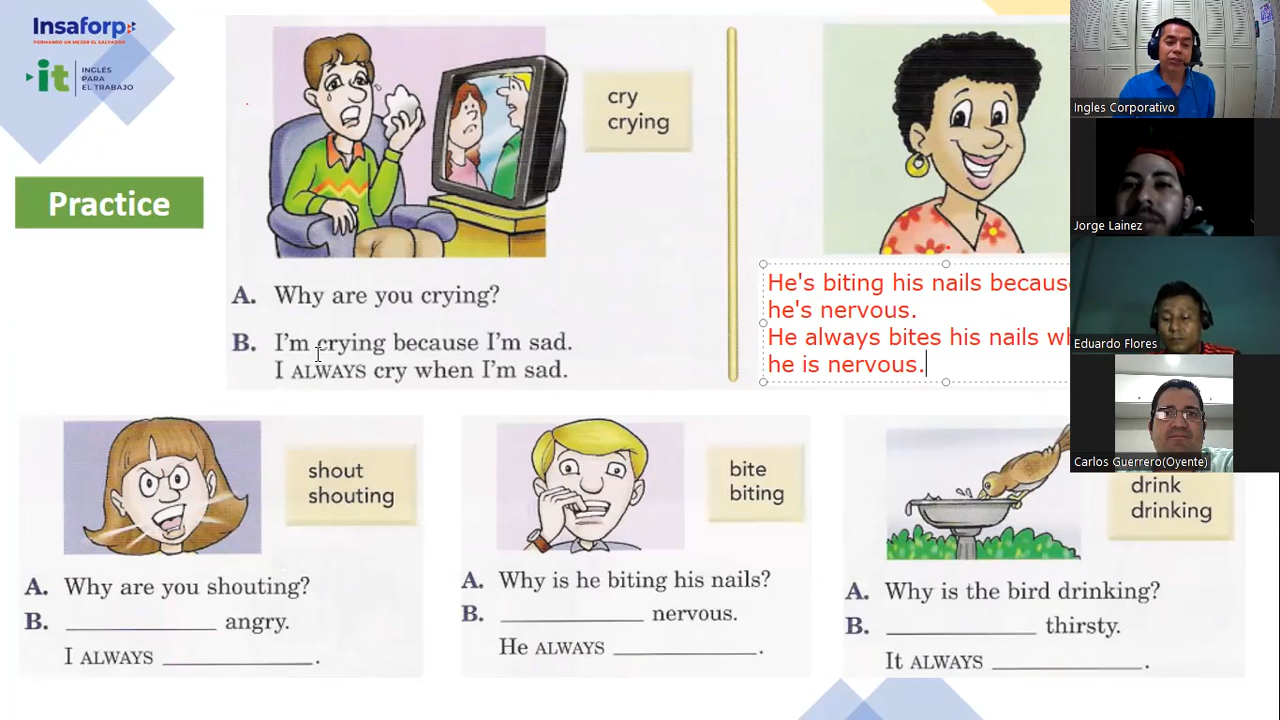 Insaforp
FORMANDO UN MEJOR EL SALVADOR
it
INGLES
PARA
EL TRABAJO
Practice
cry
crying
A. Why are you crying?
B. I'm crying because I'm sad.
I ALWAYS cry when I'm sad.
He's biting his nails becaus
he's nervous.
He always bites his nails wh
he is nervous.
shout
shouting
A. Why are you shouting?
B. ____________ angry.
I ALWAYS ____________.
bite
biting
A. Why is he biting his nails?
B. ____________ nervous.
He ALWAYS ____________.
drink
drinking
A. Why is the bird drinking?
B. ____________ thirsty.
It ALWAYS ____________.
Ingles Corporativo
Jorge Lainez
Eduardo Flores
Carlos Guerrero(Oyente)